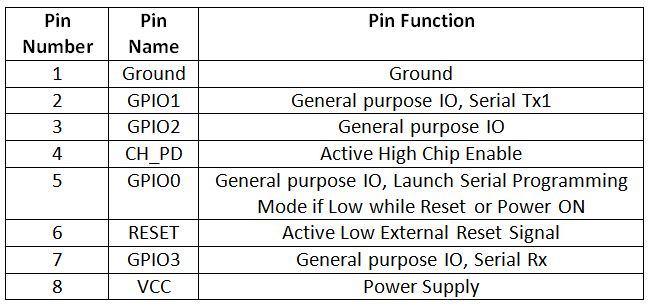 Pin Number Pin Name Pin Function
1 Ground Ground
2 GPIO1 General purpose IO, Serial Tx1
3 GPIO2 General purpose IO
4 CH_PD Active High Chip Enable
5 GPIO0 General purpose IO, Launch Serial Programming
Mode if Low while Reset or Power ON
6 RESET Active Low External Reset Signal
7 GPIO3 General purpose IO, Serial Rx
8 VCC Power Supply